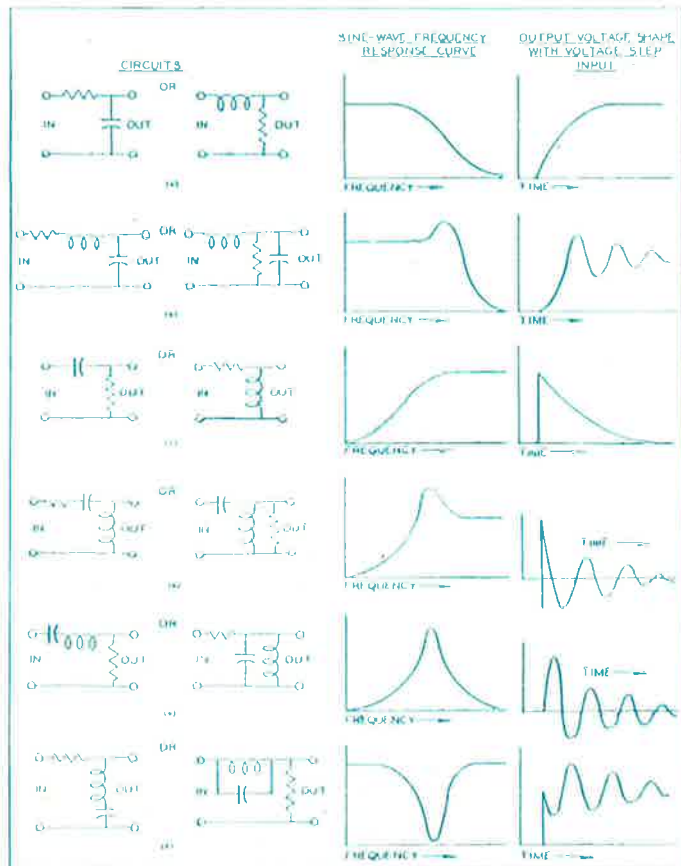 SINE-WAVE FREQUENCY
RESPONSE CURVE
OUTPUT VOLTAGE SHAPE
WITH VOLTAGE STEP
INPUT
CIRCUITS
OR
IN
OUT
IN
OUT
FREQUENCY
TIME
OR
IN
OUT
IN
OUT
FREQUENCY
TIME
OR
IN
OUT
IN
OUT
FREQUENCY
TIME
OR
IN
OUT
IN
OUT
FREQUENCY
TIME
OR
IN
OUT
IN
OUT
FREQUENCY
TIME
OR
IN
OUT
IN
OUT